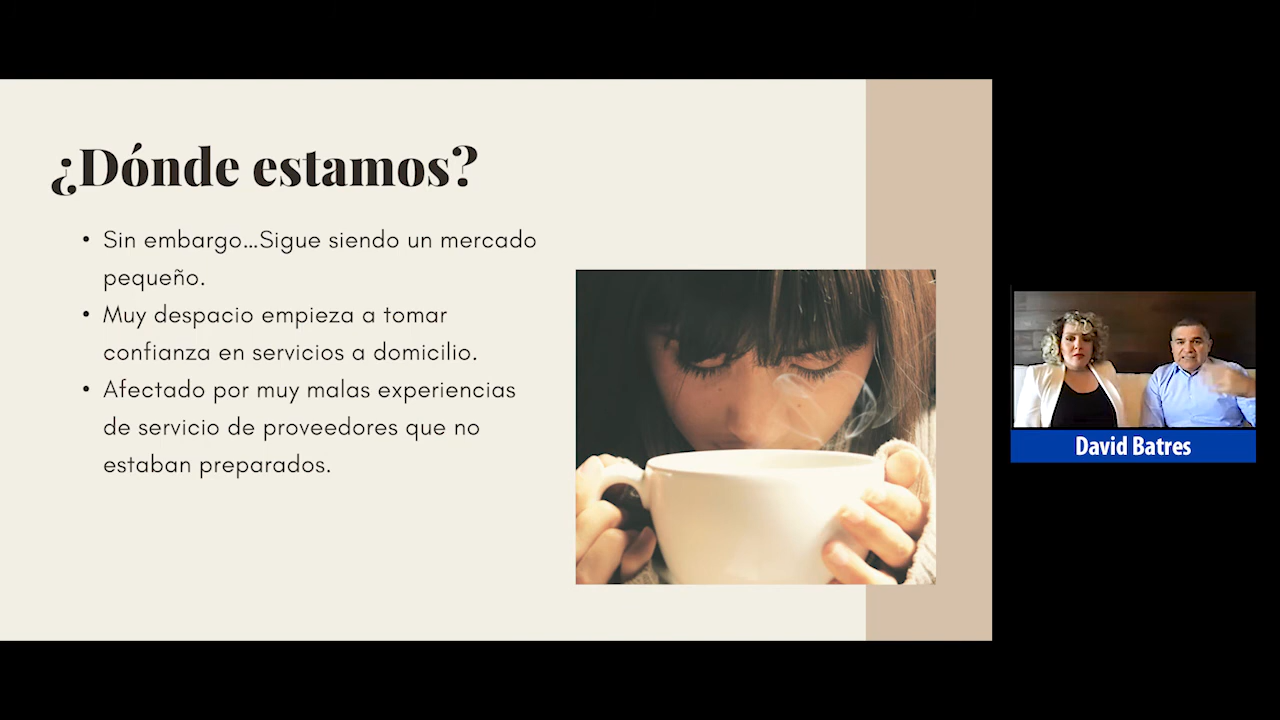 ¿Dónde estamos?
• Sin embargo...Sigue siendo un mercado
pequeño.
• Muy despacio empieza a tomar
confianza en servicios a domicilio.
• Afectado por muy malas experiencias
de servicio de proveedores que no
estaban preparados.
David Batres